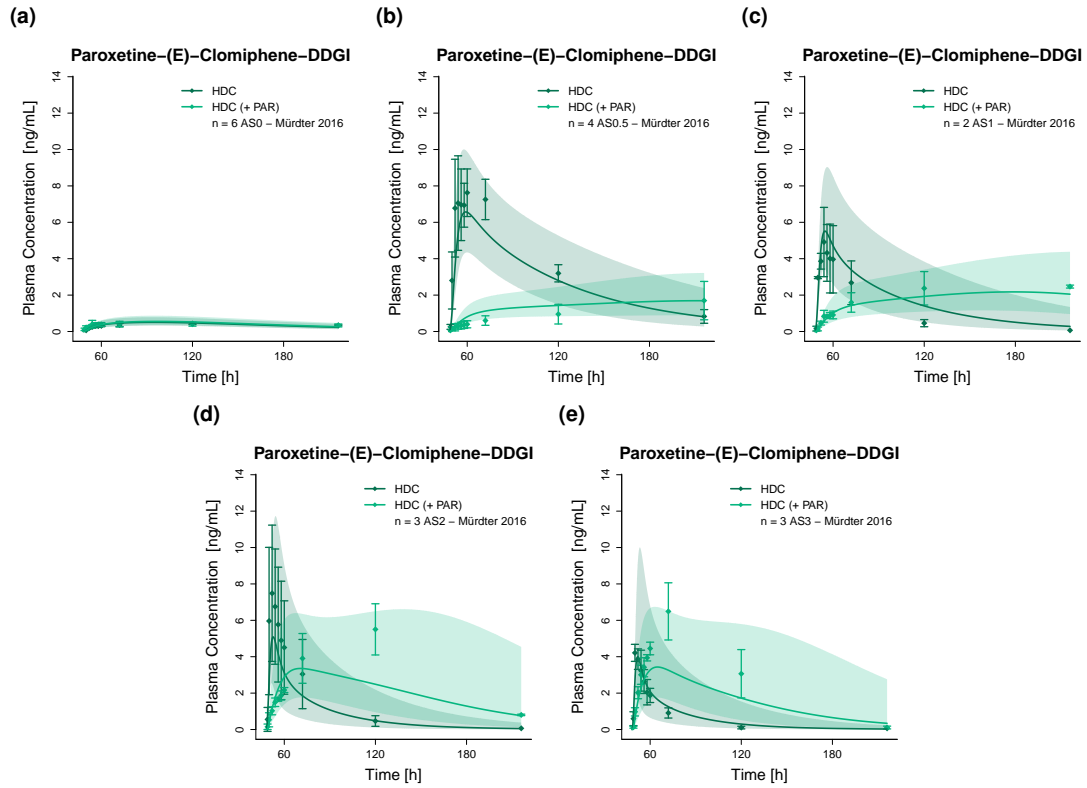 (a)
Paroxetine−(E)−Clomiphene−DDGI
Plasma Concentration [ng/mL]
14
12
10
8
6
4
2
0
HDC
HDC (+ PAR)
n = 6 AS0 − Mürdter 2016
60
120
180
Time [h]
(b)
Paroxetine−(E)−Clomiphene−DDGI
Plasma Concentration [ng/mL]
14
12
10
8
6
4
2
0
HDC
HDC (+ PAR)
n = 4 AS0.5 − Mürdter 2016
60
120
180
Time [h]
(c)
Paroxetine−(E)−Clomiphene−DDGI
Plasma Concentration [ng/mL]
14
12
10
8
6
4
2
0
HDC
HDC (+ PAR)
n = 2 AS1 − Mürdter 2016
60
120
180
Time [h]
(d)
Paroxetine−(E)−Clomiphene−DDGI
Plasma Concentration [ng/mL]
14
12
10
8
6
4
2
0
HDC
HDC (+ PAR)
n = 3 AS2 − Mürdter 2016
60
120
180
Time [h]
(e)
Paroxetine−(E)−Clomiphene−DDGI
Plasma Concentration [ng/mL]
14
12
10
8
6
4
2
0
HDC
HDC (+ PAR)
n = 3 AS3 − Mürdter 2016
60
120
180
Time [h]